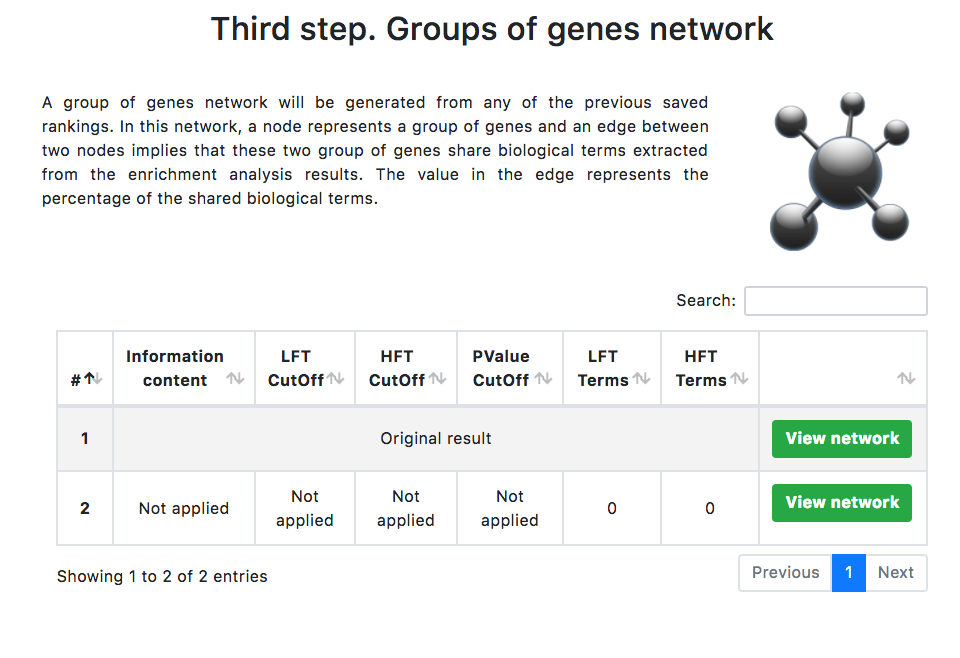 Third step. Groups of genes network
A group of genes network will be generated from any of the previous saved
rankings. In this network, a node represents a group of genes and an edge between
two nodes implies that these two group of genes share biological terms extracted
from the enrichment analysis results. The value in the edge represents the
percentage of the shared biological terms.
Search:
# Information content LFT CutOff HFT CutOff PValue CutOff LFT Terms HFT Terms
1 Original result View network
2 Not applied Not applied Not applied Not applied 0 0 View network
Showing 1 to 2 of 2 entries
Previous 1 Next